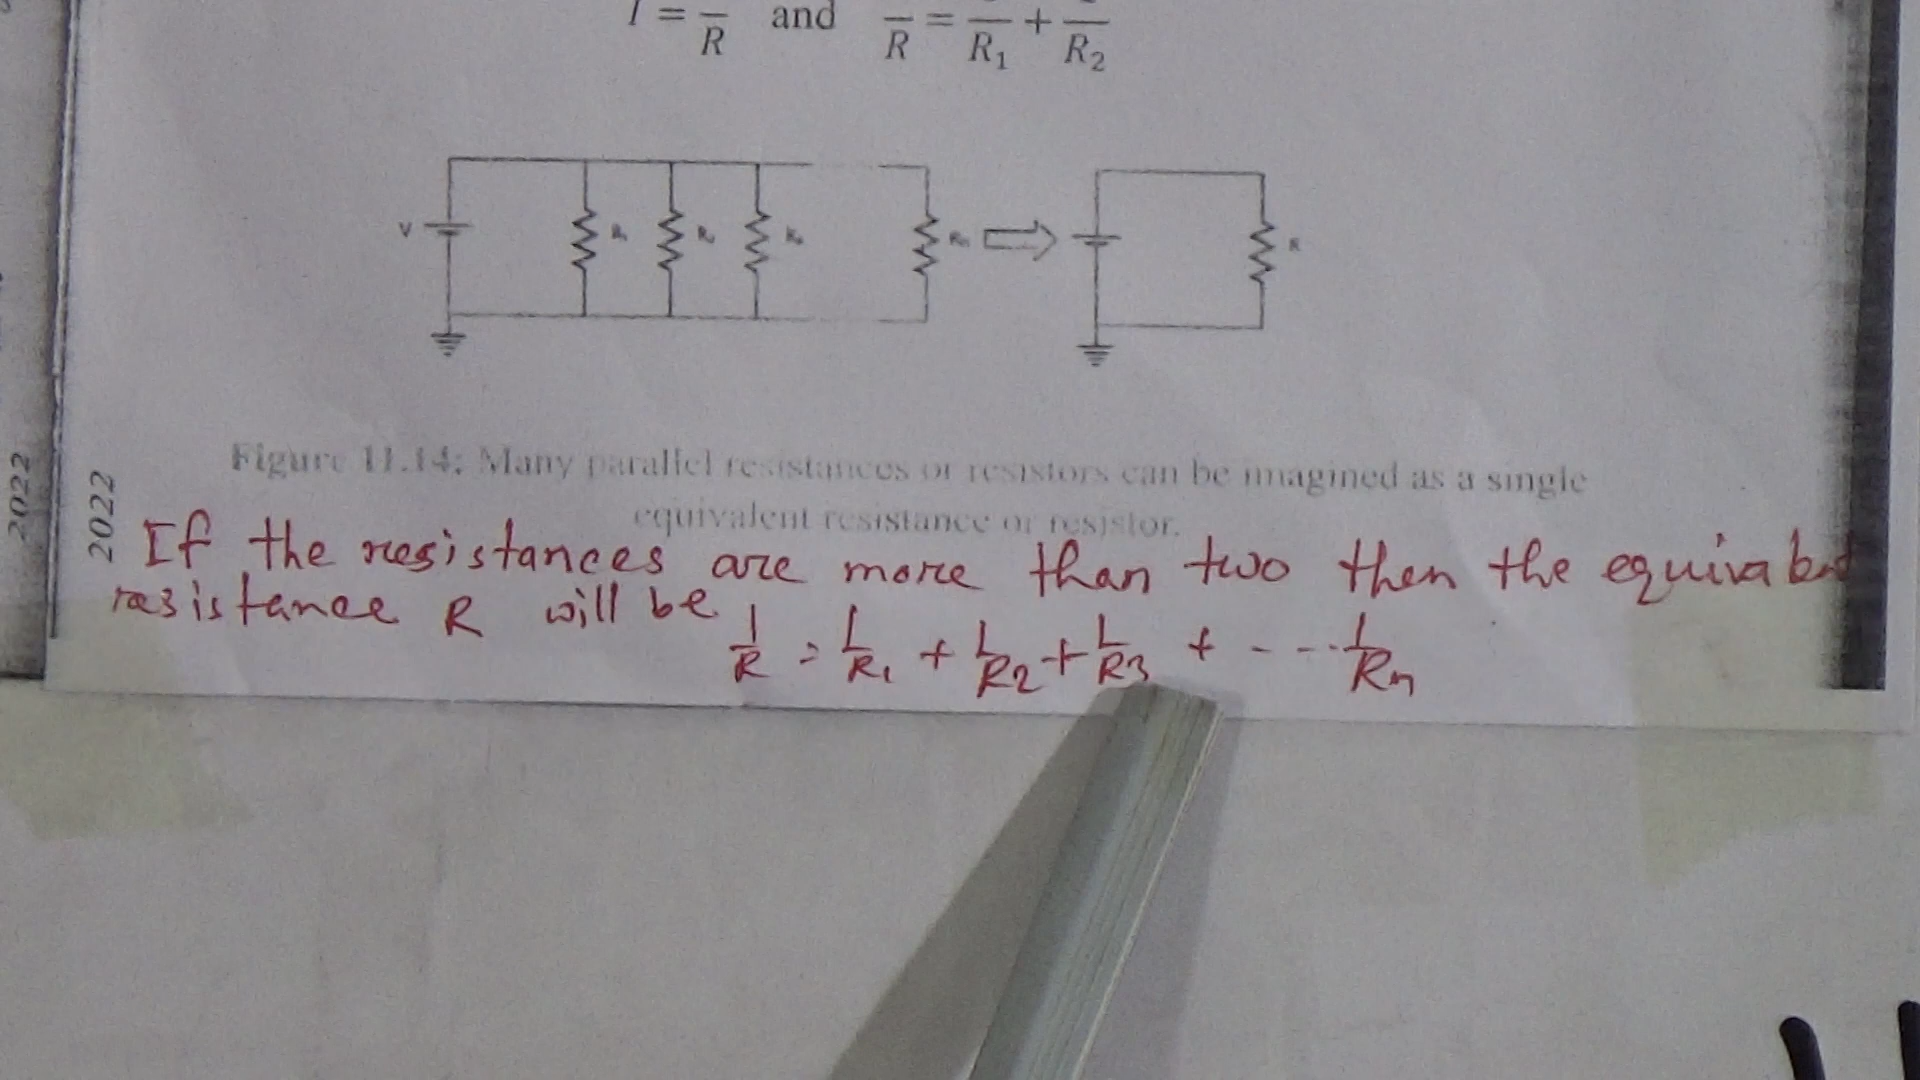 I = — and — = — + —
R R R₁ R₂
V R₁ Rn R
Figure 11.14: Many parallel resistances or resistors can be imagined as a single
equivalent resistance or resistor.
If the resistances are more than two then the equivalent
resistance R will be
1/R = 1/R₁ + 1/R2 + 1/R3 + - - -- 1/Rn
2022
2022